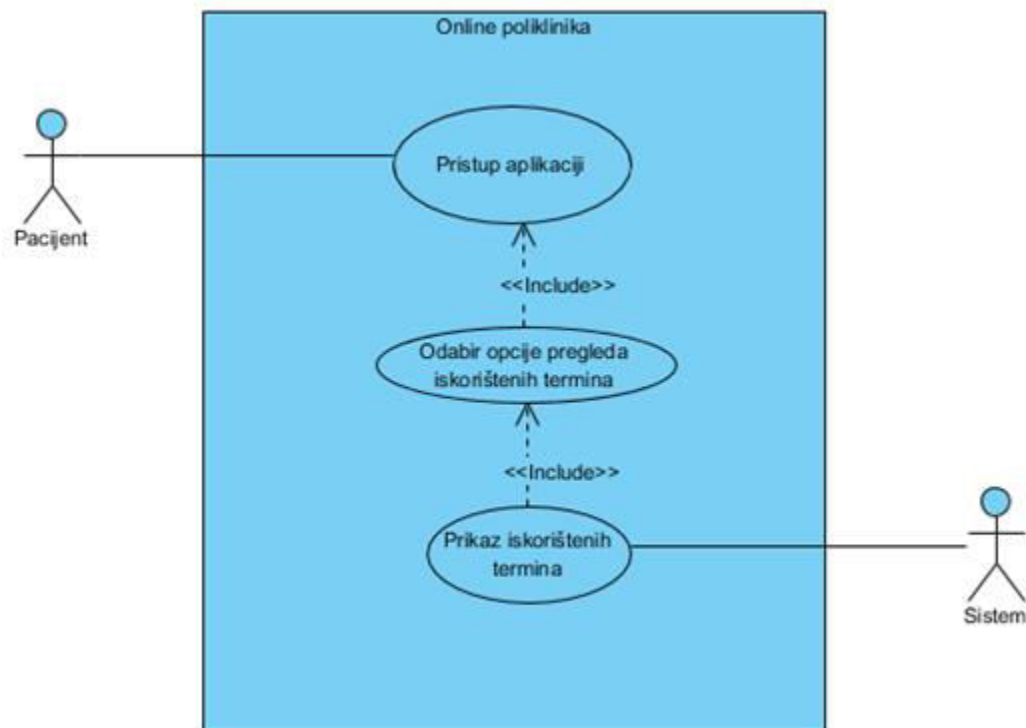 Online poliklinika
Pristup aplikaciji
Pacijent
<<Include>>
Odabir opcije pregleda
iskorištenih termina
<<Include>>
Prikaz iskorištenih
termina
Sistem